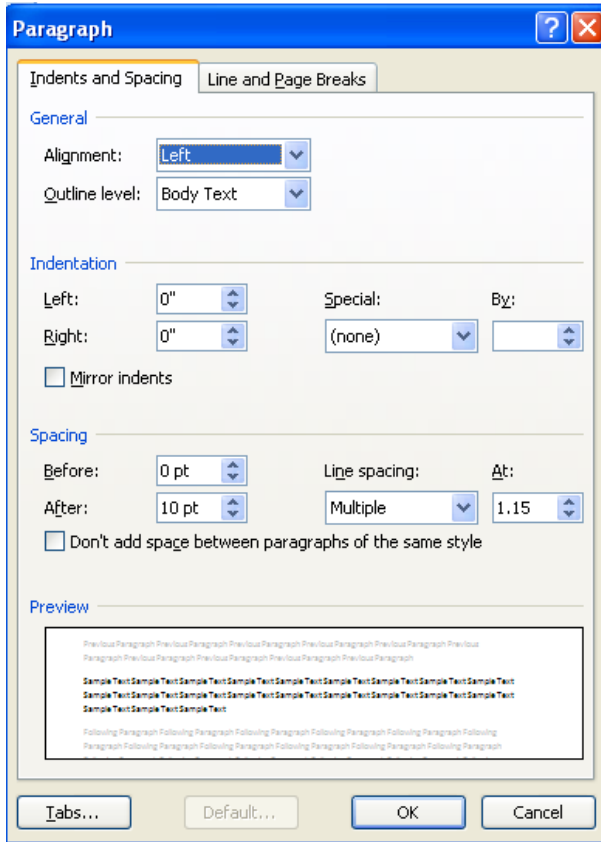 Paragraph
Indents and Spacing Line and Page Breaks
General
Alignment: Left
Outline level: Body Text
Indentation
Left: 0" Special: By:
Right: 0" (none)
Mirror indents
Spacing
Before: 0 pt Line spacing: At:
After: 10 pt Multiple 1.15
Don't add space between paragraphs of the same style
Preview
Previous Paragraph Previous Paragraph Previous Paragraph Previous Paragraph Previous Paragraph Previous
Paragraph Previous Paragraph Previous Paragraph Previous Paragraph Previous Paragraph
Sample Text Sample Text Sample Text Sample Text Sample Text Sample Text Sample Text Sample Text Sample Text
Sample Text Sample Text Sample Text Sample Text Sample Text Sample Text Sample Text Sample Text Sample Text
Sample Text Sample Text Sample Text
Following Paragraph Following Paragraph Following Paragraph Following Paragraph Following
Paragraph Following Paragraph Following Paragraph Following Paragraph Following Paragraph
Tabs... Default... OK Cancel